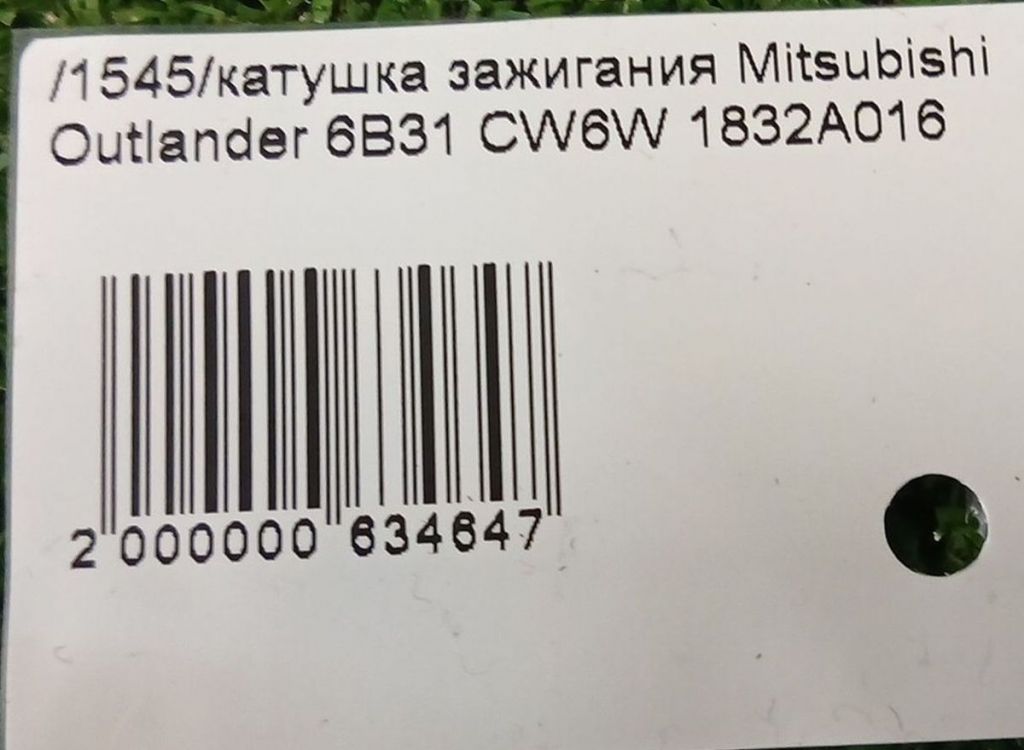 /1545/катушка зажигания Mitsubishi
Outlander 6B31 CW6W 1832A016
2 000000 634647